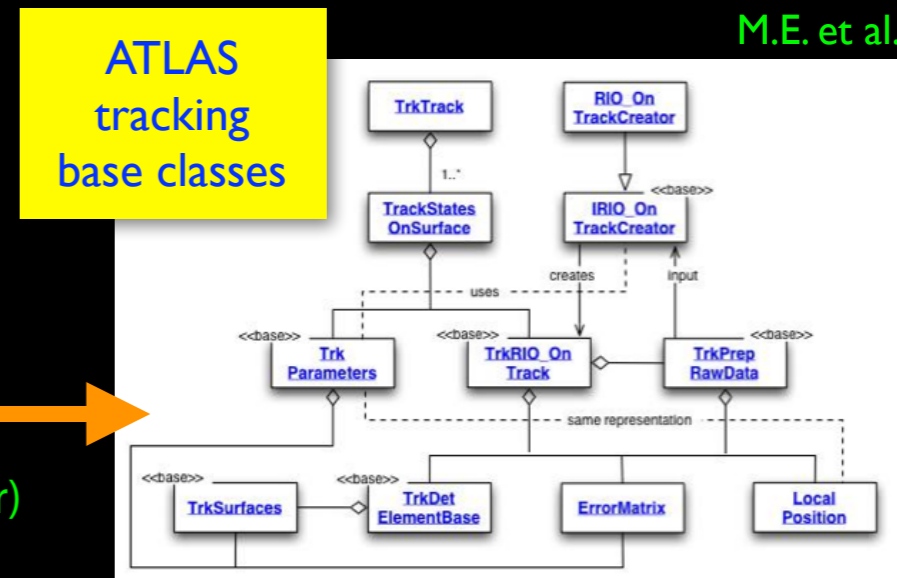 ATLAS
tracking
base classes
M.E. et al.
TrkTrack
RIO_On
TrackCreator
1..*
<<base>>
TrackStates
OnSurface
IRIO_On
TrackCreator
creates
input
uses
<<base>>
<<base>>
<<base>>
Trk
Parameters
TrkRIO_On
Track
TrkPrep
RawData
same representation
<<base>>
<<base>>
TrkSurfaces
TrkDet
ElementBase
ErrorMatrix
Local
Position
r)